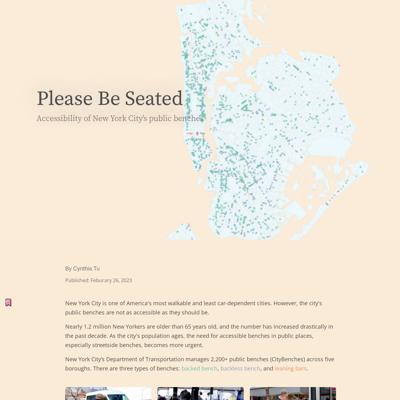 Please Be Seated
Accessibility of New York City's public benches
By Cynthia Tu
Published: Feburary 26, 2023
New York City is one of America's most walkable and least car-dependent cities. However, the city's
public benches are not as accessible as they should be.
Nearly 1.2 million New Yorkers are older than 65 years old, and the number has increased drastically in
the past decade. As the city's population ages, the need for accessible benches in public places,
especially streetside benches, becomes more urgent.
New York City's Department of Transportation manages 2,200+ public benches (CityBenches) across five
boroughs. There are three types of benches: backed bench, backless bench, and leaning bars.